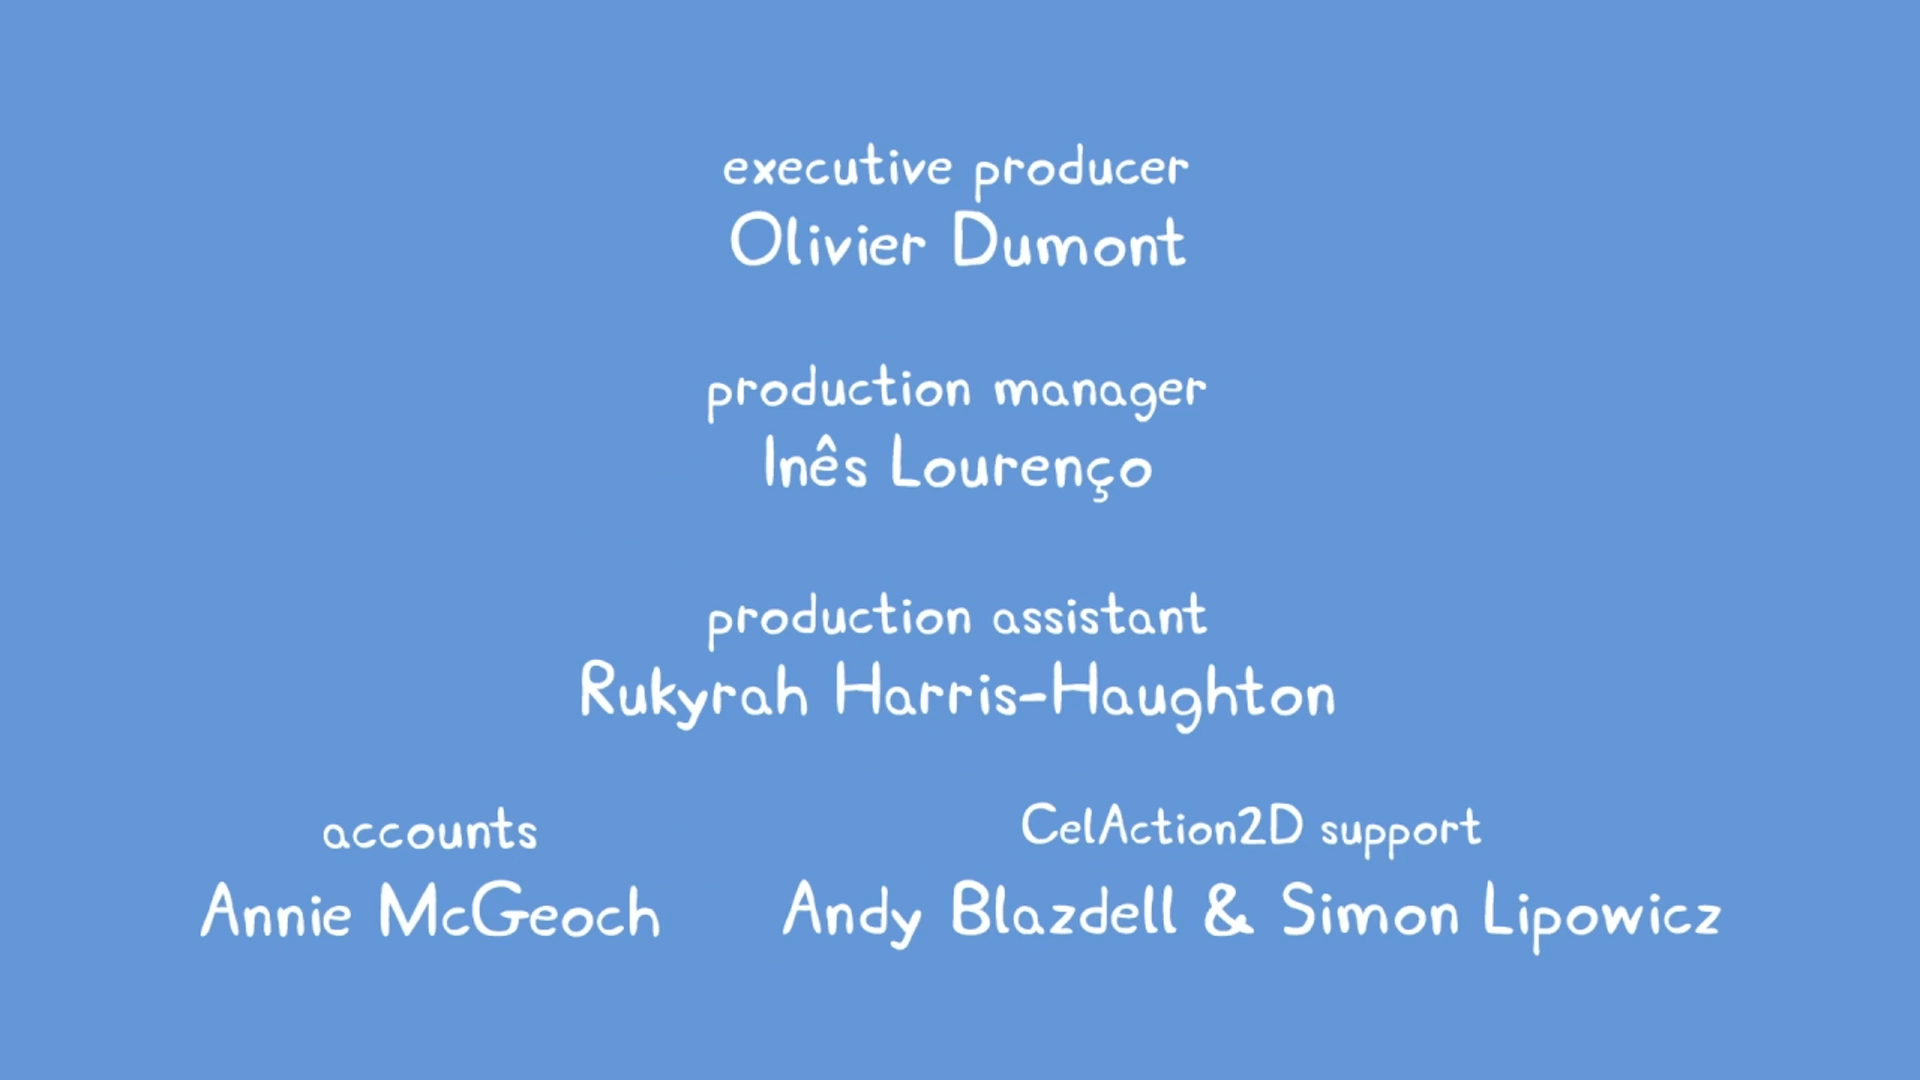 executive producer
Olivier Dumont
production manager
Inês Lourenço
production assistant
Rukyrah Harris-Haughton
accounts
Annie McGeoch
CelAction2D support
Andy Blazdell & Simon Lipowicz